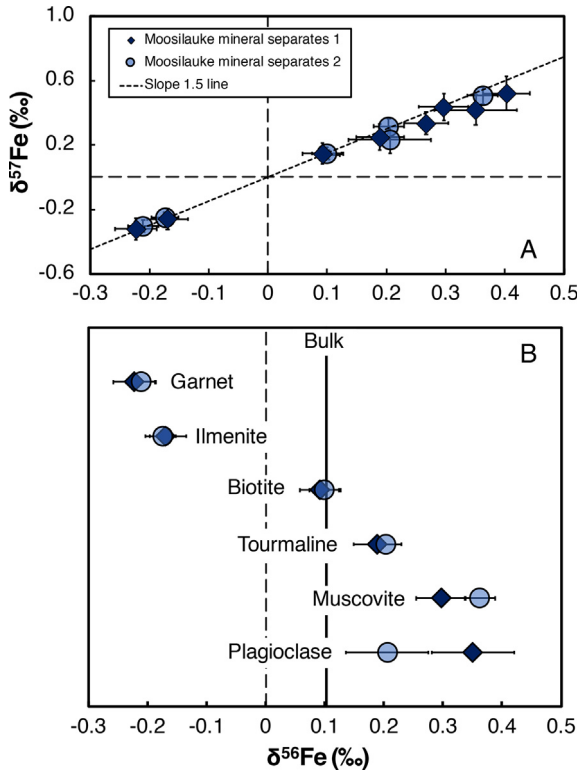 1.0
0.6
0.2
-0.2
-0.6
δ57Fe (‰)
Moosilauke mineral separates 1
Moosilauke mineral separates 2
Slope 1.5 line
A
-0.3 -0.2 -0.1 0 0.1 0.2 0.3 0.4 0.5
Bulk
B
Garnet
Ilmenite
Biotite
Tourmaline
Muscovite
Plagioclase
-0.3 -0.2 -0.1 0 0.1 0.2 0.3 0.4 0.5
δ56Fe (‰)